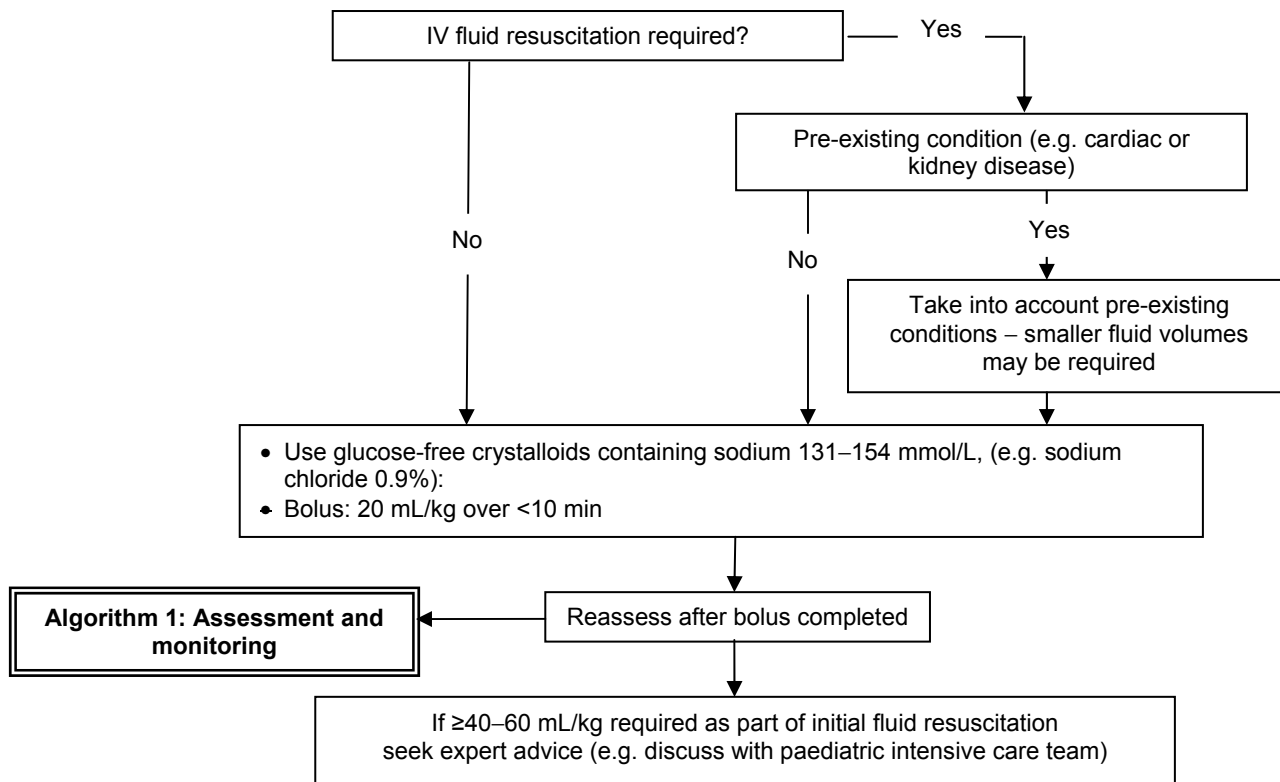 IV fluid resuscitation required?
Yes
Pre-existing condition (e.g. cardiac or
kidney disease)
No
No
Yes
Take into account pre-existing
conditions – smaller fluid volumes
may be required
• Use glucose-free crystalloids containing sodium 131–154 mmol/L, (e.g. sodium
chloride 0.9%):
• Bolus: 20 mL/kg over <10 min
Reassess after bolus completed
Algorithm 1: Assessment and
monitoring
If ≥40–60 mL/kg required as part of initial fluid resuscitation
seek expert advice (e.g. discuss with paediatric intensive care team)